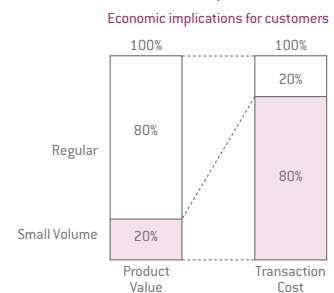 Economic implications for customers
100% 100%
20%
80%
Regular
80%
Small Volume 20%
Product Value Transaction Cost